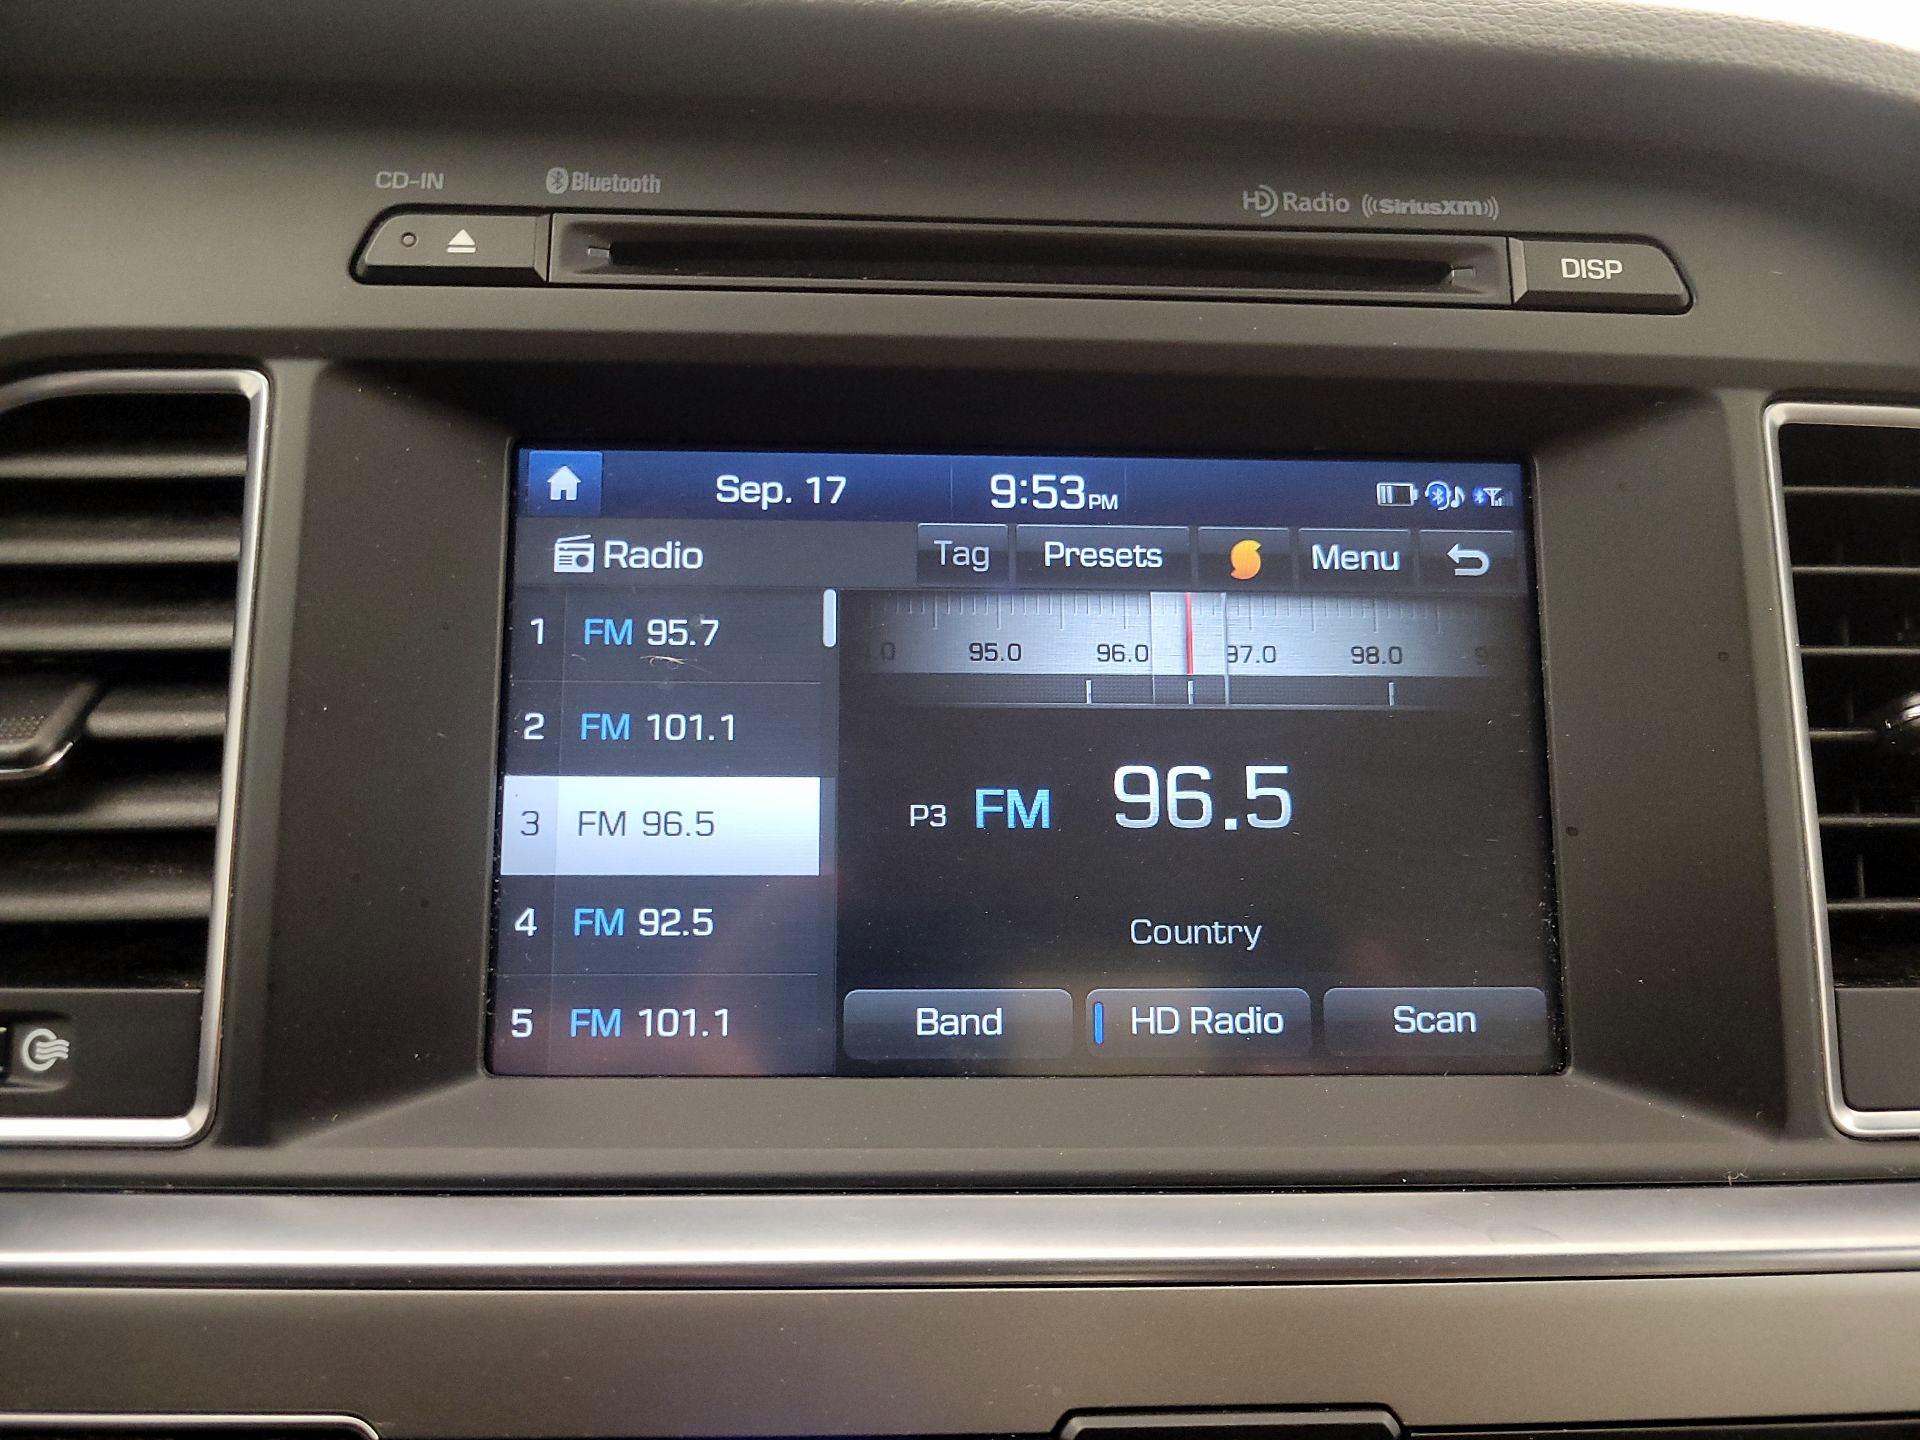 CD-IN
Bluetooth
HD Radio ((SiriusXM))
DISP
Sep. 17 9:53 PM
Radio Tag Presets Menu
95.0 96.0 97.0 98.0
1 FM 95.7
2 FM 101.1
3 FM 96.5
4 FM 92.5
5 FM 101.1
P3 FM 96.5
Country
Band HD Radio Scan